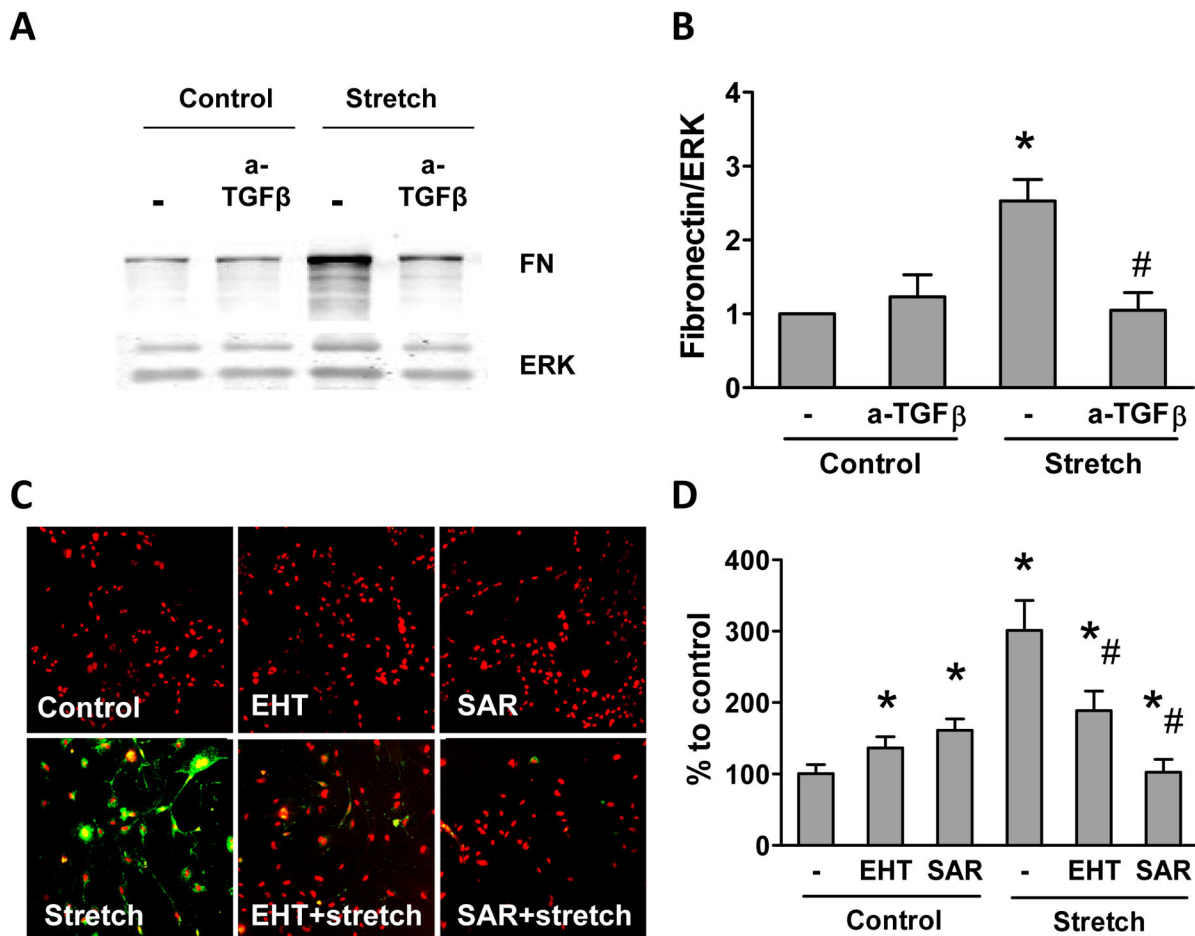 A
Control Stretch
- a-TGFβ - a-TGFβ
FN
ERK
B
Fibronectin/ERK
4
3
2
1
0
*
#
- a-TGFβ - a-TGFβ
Control Stretch
C
Control EHT SAR
Stretch EHT+stretch SAR+stretch
D
% to control
400
300
200
100
0
* * * *# *#
- EHT SAR - EHT SAR
Control Stretch